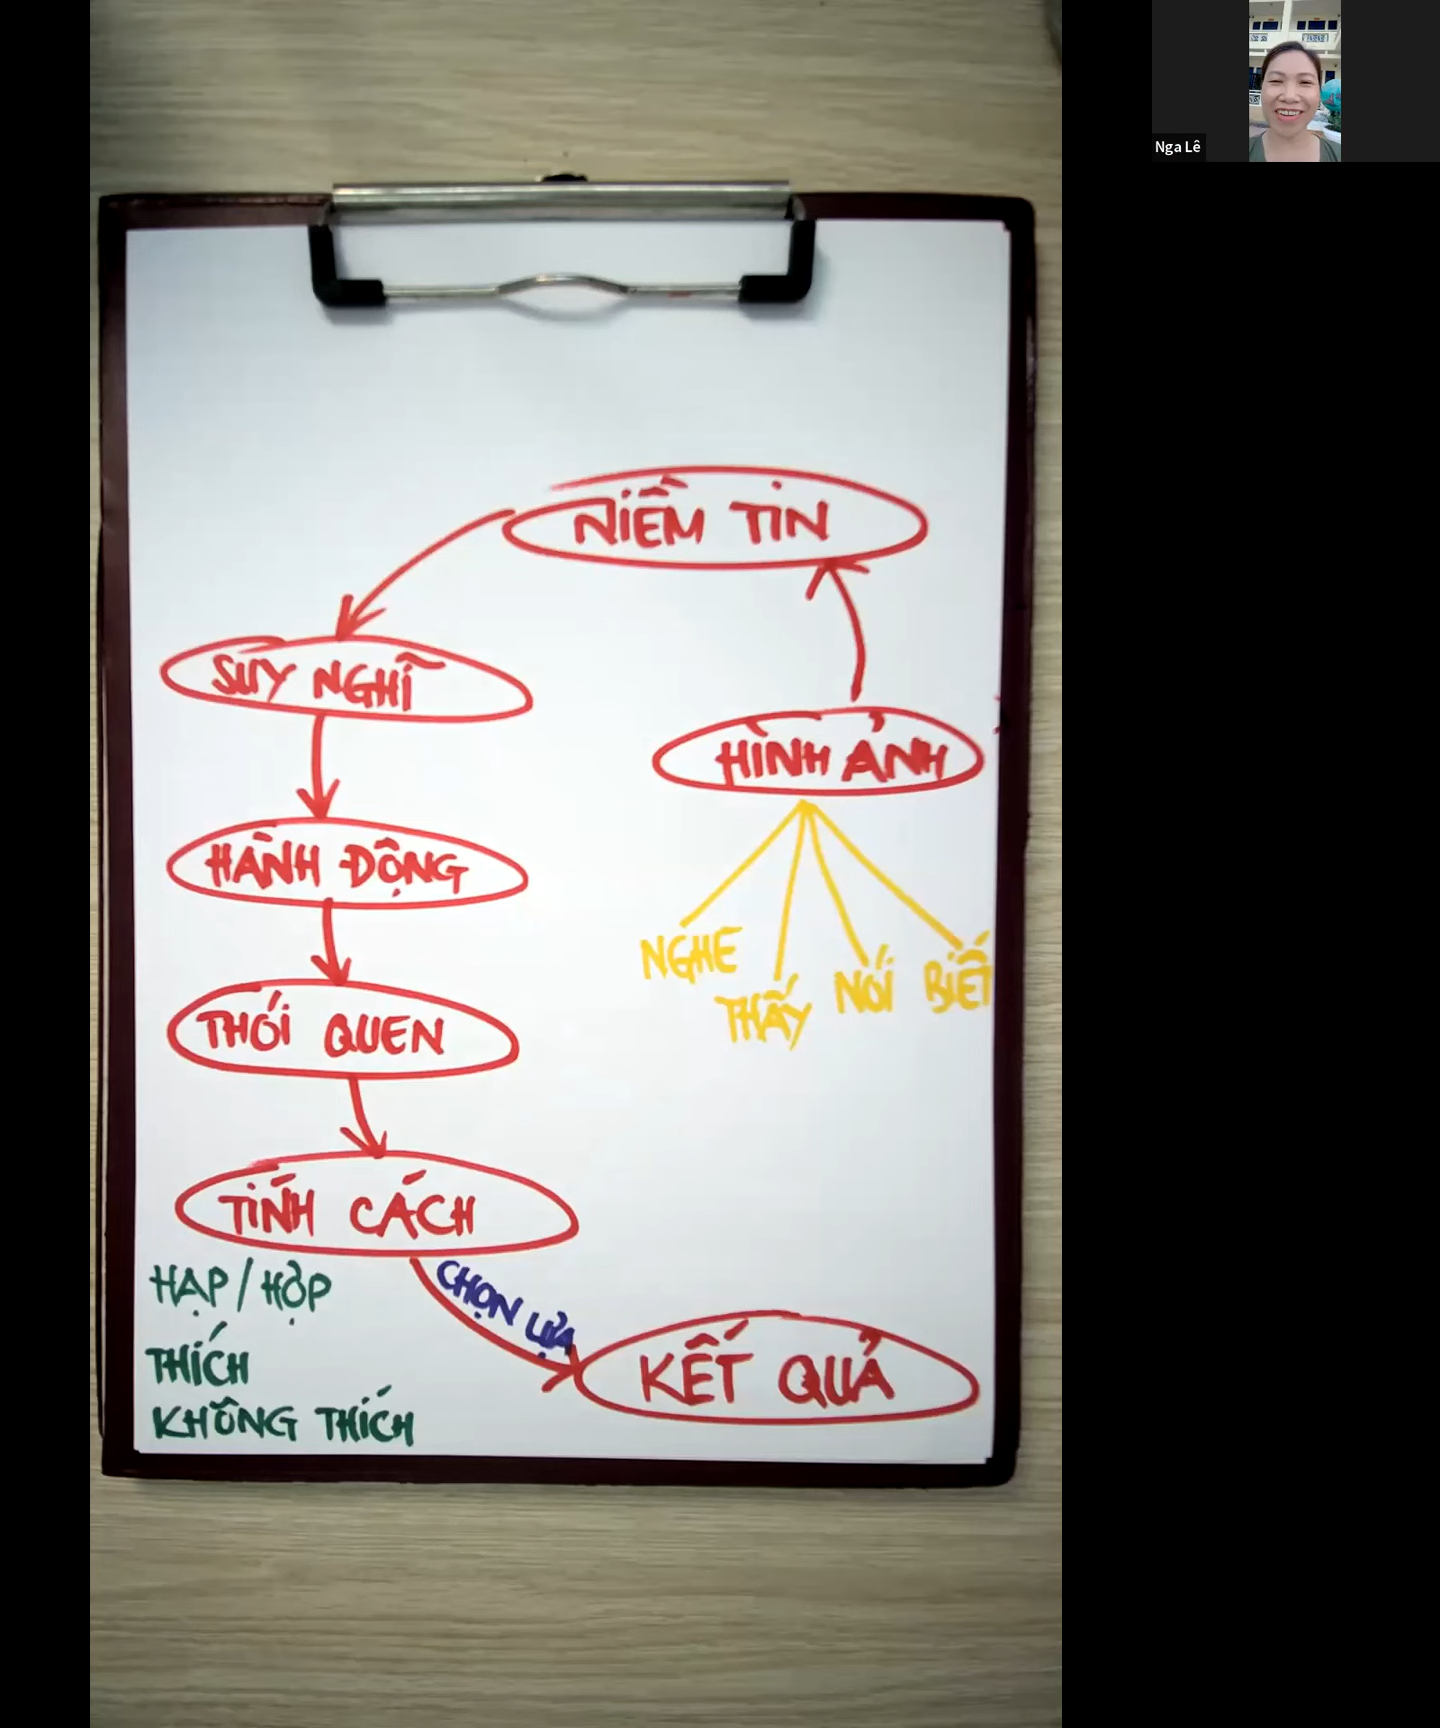 Nga Lê
NIỀM TIN
SUY NGHĨ
HÌNH ẢNH
HÀNH ĐỘNG
NGHE
THẤY
NÓI
BIẾT
THÓI QUEN
TÍNH CÁCH
HẠP / HỢP
THÍCH
KHÔNG THÍCH
CHỌN LỰA
KẾT QUẢ